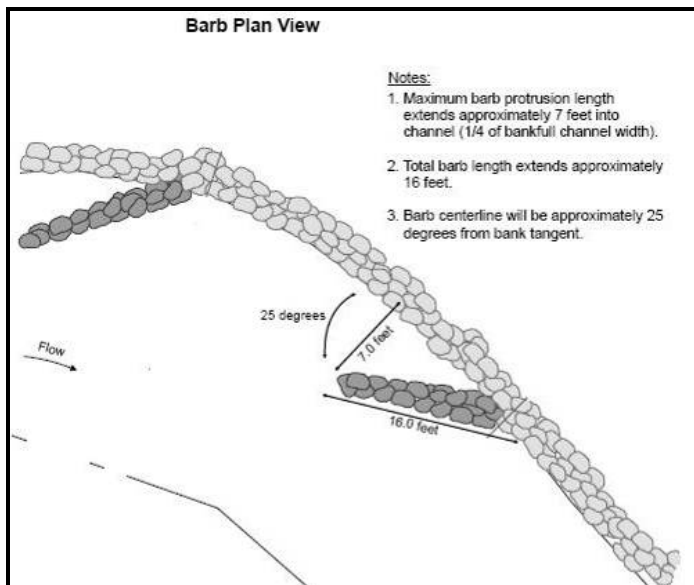 Barb Plan View
Notes:
1. Maximum barb protrusion length
extends approximately 7 feet into
channel (1/4 of bankfull channel width).
2. Total barb length extends approximately
16 feet.
3. Barb centerline will be approximately 25
degrees from bank tangent.
25 degrees
7.0 feet
Flow
16.0 feet